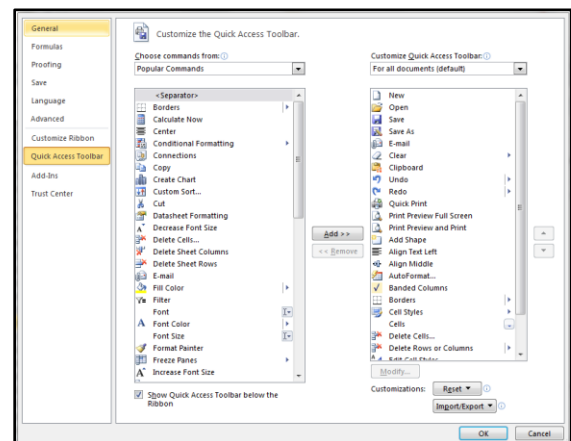 General
Formulas
Proofing
Save
Language
Advanced
Customize Ribbon
Quick Access Toolbar
Add-Ins
Trust Center
Customize the Quick Access Toolbar.
Choose commands from:
Popular Commands
<Separator>
Borders
Calculate Now
Center
Conditional Formatting
Connections
Copy
Create Chart
Custom Sort...
Cut
Datasheet Formatting
Decrease Font Size
Delete Cells...
Delete Sheet Columns
Delete Sheet Rows
E-mail
Fill Color
Filter
Font
Font Color
Font Size
Format Painter
Freeze Panes
Increase Font Size
Show Quick Access Toolbar below the
Ribbon
Add >>
<< Remove
Customize Quick Access Toolbar:
For all documents (default)
New
Open
Save
Save As
E-mail
Clear
Clipboard
Undo
Redo
Quick Print
Print Preview Full Screen
Print Preview and Print
Add Shape
Align Text Left
Align Middle
AutoFormat...
Banded Columns
Borders
Cell Styles
Cells
Delete Cells...
Delete Rows or Columns
Edit Cell Styles
Modify...
Customizations:
Reset
Import/Export
OK
Cancel